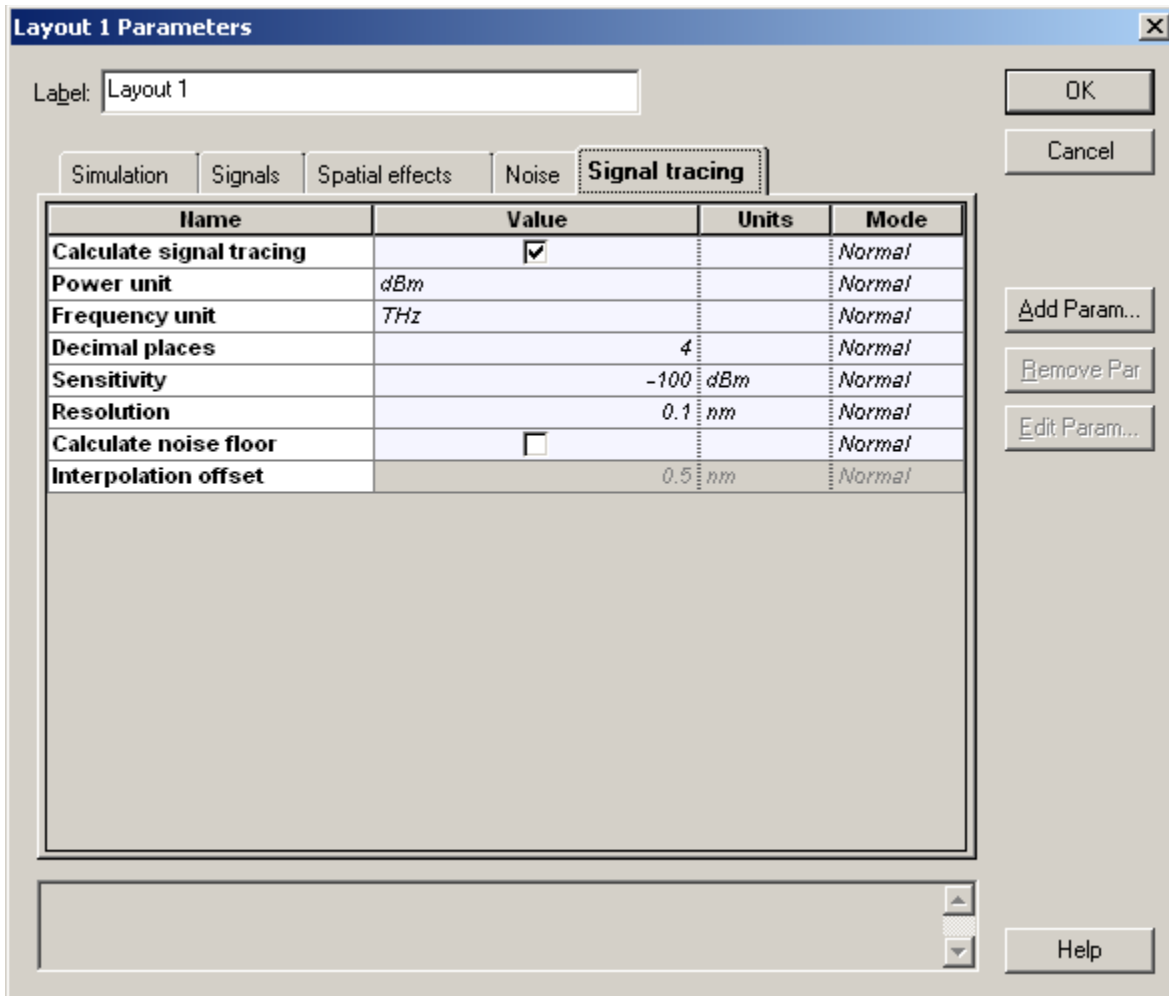 Layout 1 Parameters
Label: Layout 1
OK
Cancel
Simulation Signals Spatial effects Noise Signal tracing
Name Value Units Mode
Calculate signal tracing Normal
Power unit dBm Normal
Frequency unit THz Normal
Decimal places 4 Normal
Sensitivity -100 dBm Normal
Resolution 0.1 nm Normal
Calculate noise floor Normal
Interpolation offset 0.5 nm Normal
Add Param...
Remove Par
Edit Param...
Help